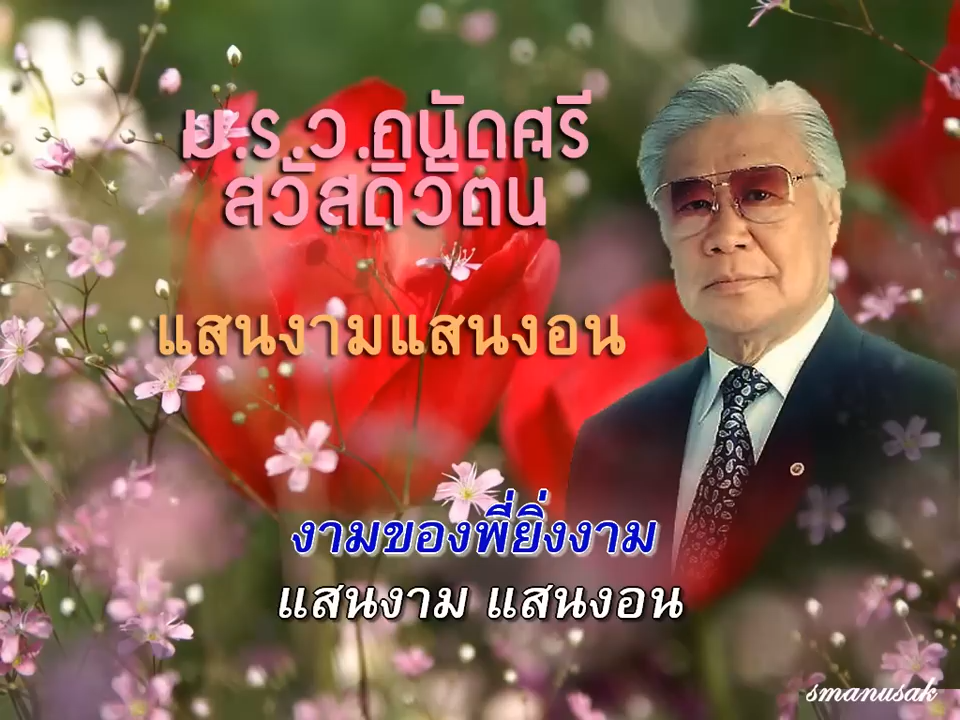 ม.ร.ว.ถนัดศรี
สวัสดิวัตน
แสนงามแสนงอน
งามของพี่ยิ่งงาม
แสนงาม แสนงอน
smanusak